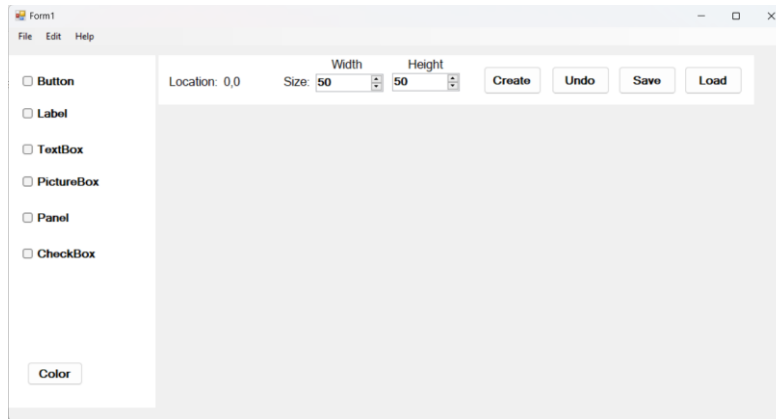 Form1
File Edit Help
Width Height
Location: 0,0 Size: 50 50 Create Undo Save Load
Button
Label
TextBox
PictureBox
Panel
CheckBox
Color